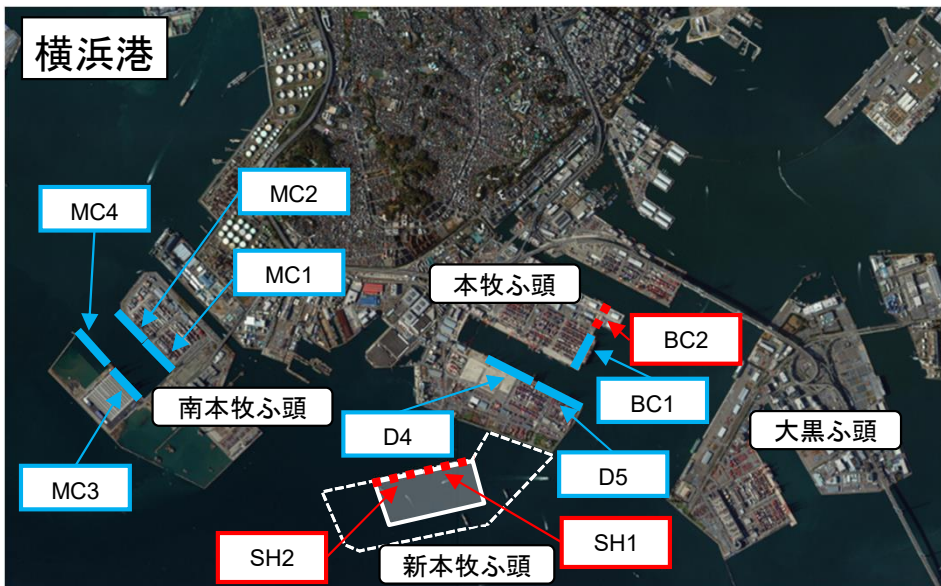 横浜港
MC4
MC2
MC1
本牧ふ頭
BC2
南本牧ふ頭
BC1
D4
大黒ふ頭
MC3
D5
SH2
SH1
新本牧ふ頭